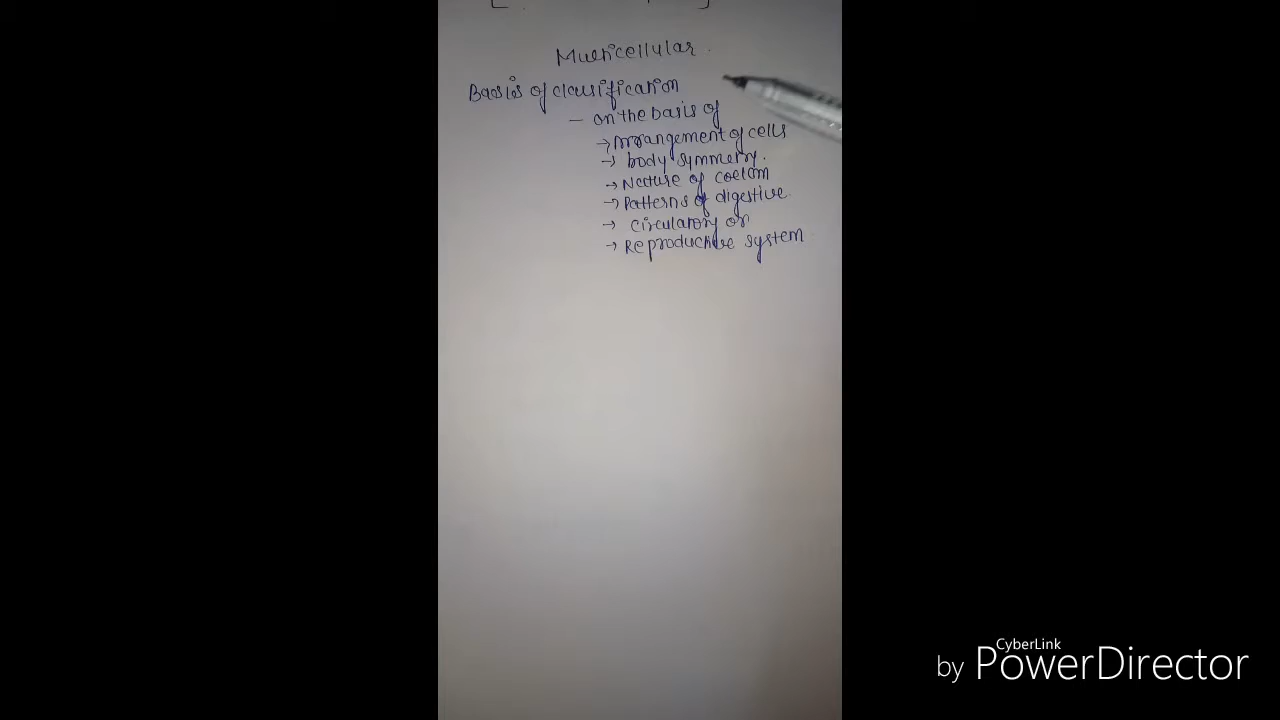 Multicellular
Basis of classification
- on the basis of
→ Arrangement of cells
→ body symmetry.
→ Nature of coelom
→ Patterns of digestive
→ circulatory or
→ Reproductive system
CyberLink
by PowerDirector